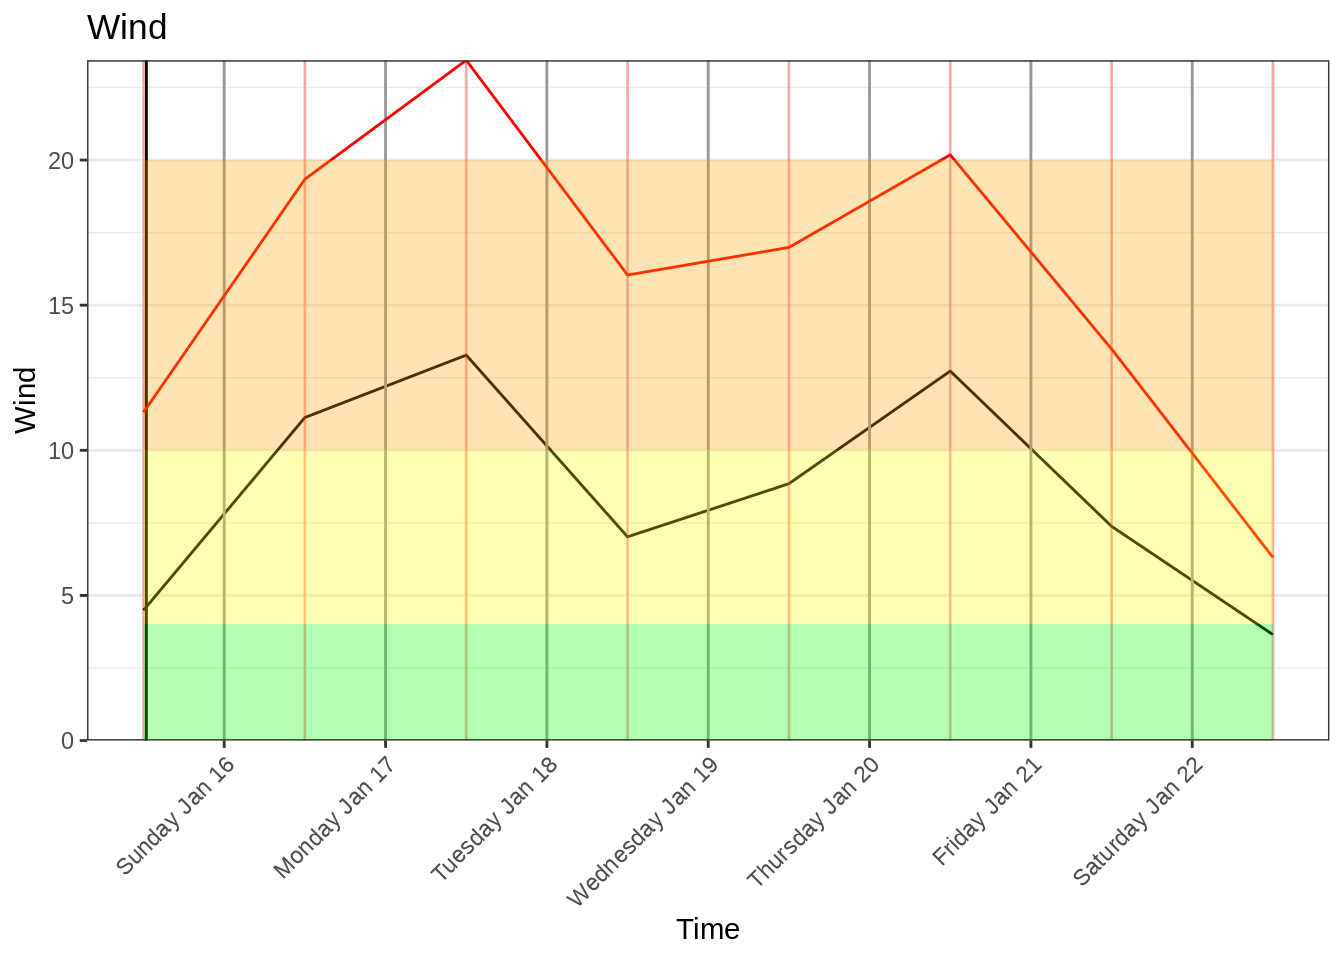 Wind
Wind
20
15
10
5
0
Sunday Jan 16
Monday Jan 17
Tuesday Jan 18
Wednesday Jan 19
Thursday Jan 20
Friday Jan 21
Saturday Jan 22
Time